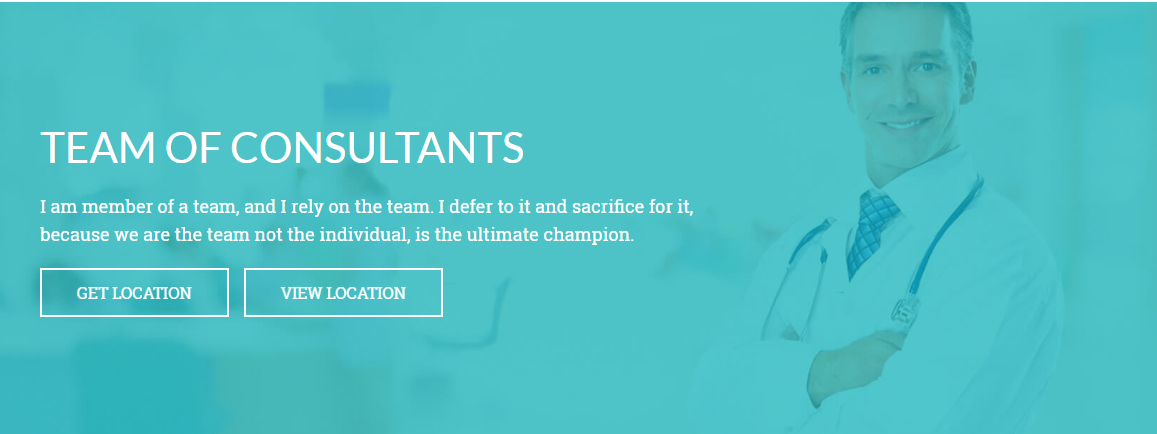 TEAM OF CONSULTANTS
I am member of a team, and I rely on the team. I defer to it and sacrifice for it,
because we are the team not the individual, is the ultimate champion.
GET LOCATION
VIEW LOCATION